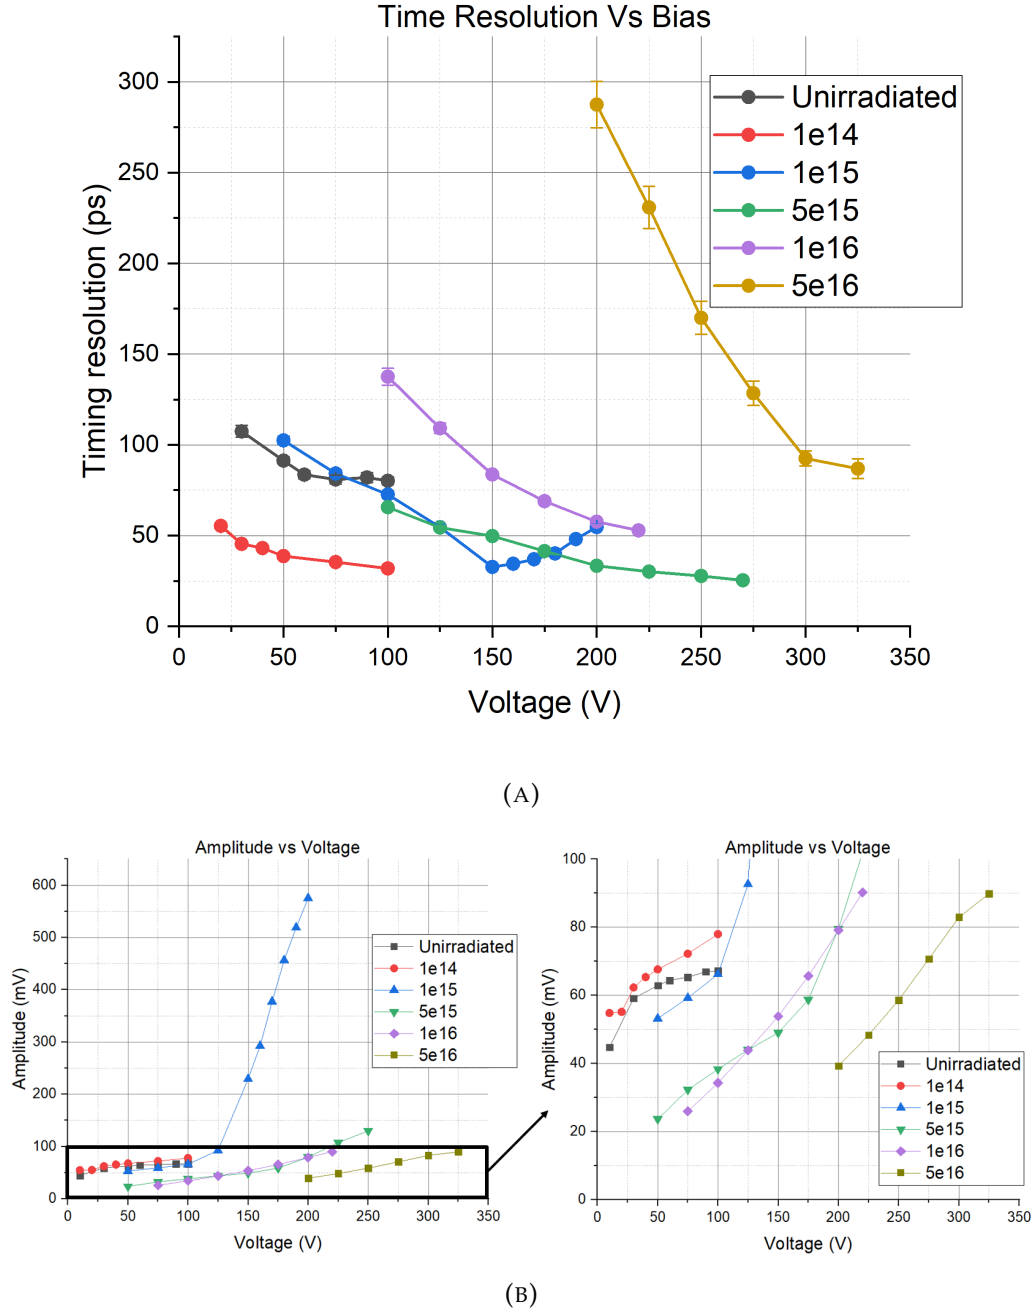 Time Resolution Vs Bias
Timing resolution (ps)
300
250
200
150
100
50
0
0 50 100 150 200 250 300 350
Voltage (V)
Unirradiated
1e14
1e15
5e15
1e16
5e16
(A)
Amplitude vs Voltage
Amplitude (mV)
600
500
400
300
200
100
0
0 50 100 150 200 250 300 350
Voltage (V)
Unirradiated
1e14
1e15
5e15
1e16
5e16
Amplitude vs Voltage
Amplitude (mV)
100
80
60
40
20
0
0 50 100 150 200 250 300 350
Voltage (V)
Unirradiated
1e14
1e15
5e15
1e16
5e16
(B)